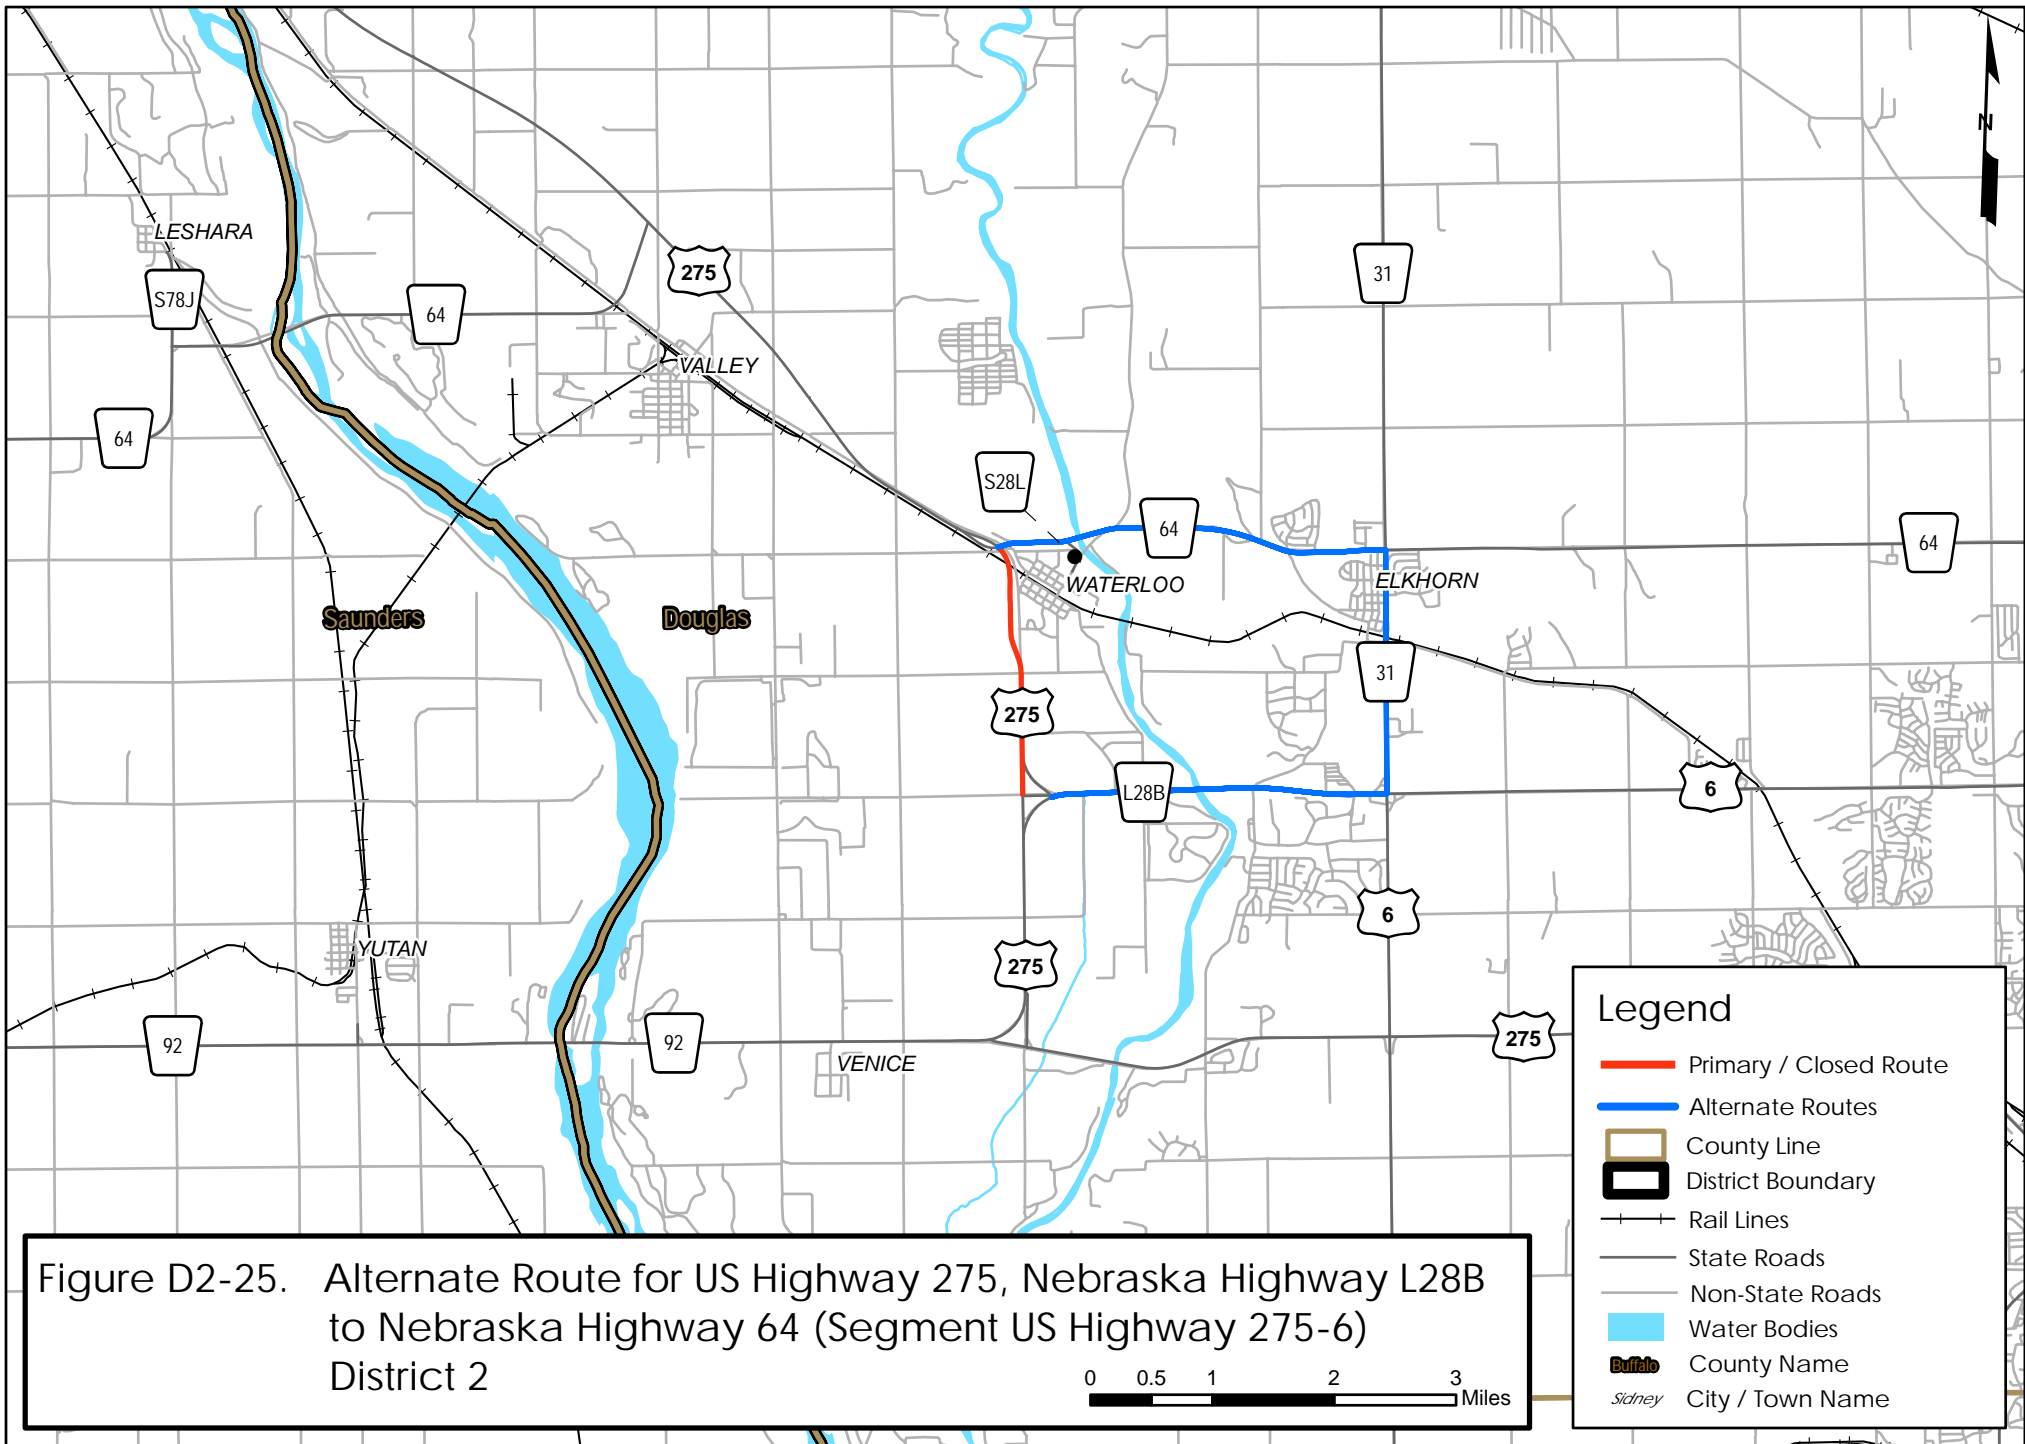 N
LESHARA
275
31
S78J
64
VALLEY
64
S28L
64
64
WATERLOO
ELKHORN
Saunders
Douglas
31
275
6
L28B
6
YUTAN
275
92
92
VENICE
275
Legend
Primary / Closed Route
Alternate Routes
County Line
District Boundary
Rail Lines
State Roads
Non-State Roads
Water Bodies
Buffalo County Name
Sidney City / Town Name
Figure D2-25. Alternate Route for US Highway 275, Nebraska Highway L28B
to Nebraska Highway 64 (Segment US Highway 275-6)
District 2
0 0.5 1 2 3
Miles